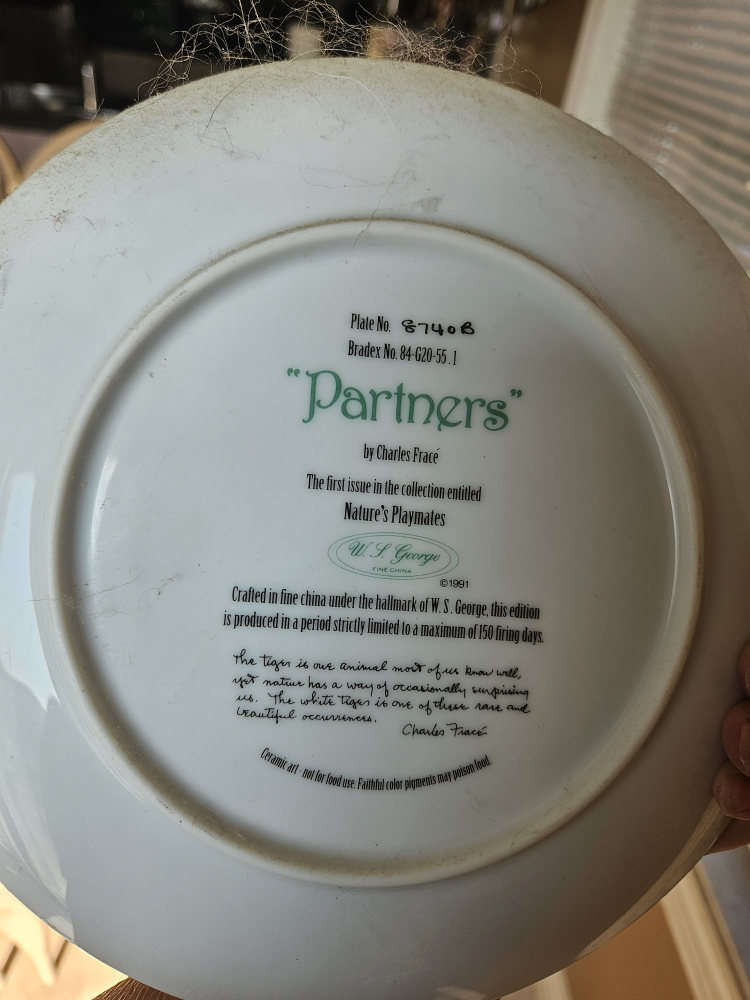 Plate No. 8740B
Bradex No. 84-G20-55.1
"Partners"
by Charles Fracé
The first issue in the collection entitled
Nature's Playmates
W. S. George
FINE CHINA
©1991
Crafted in fine china under the hallmark of W. S. George, this edition
is produced in a period strictly limited to a maximum of 150 firing days.
The tiger is one animal most of us know well,
yet nature has a way of occasionally surprising
us. The white tiger is one of these rare and
beautiful occurrences.
Charles Fracé
Ceramic art - not for food use. Faithful color pigments may poison food.